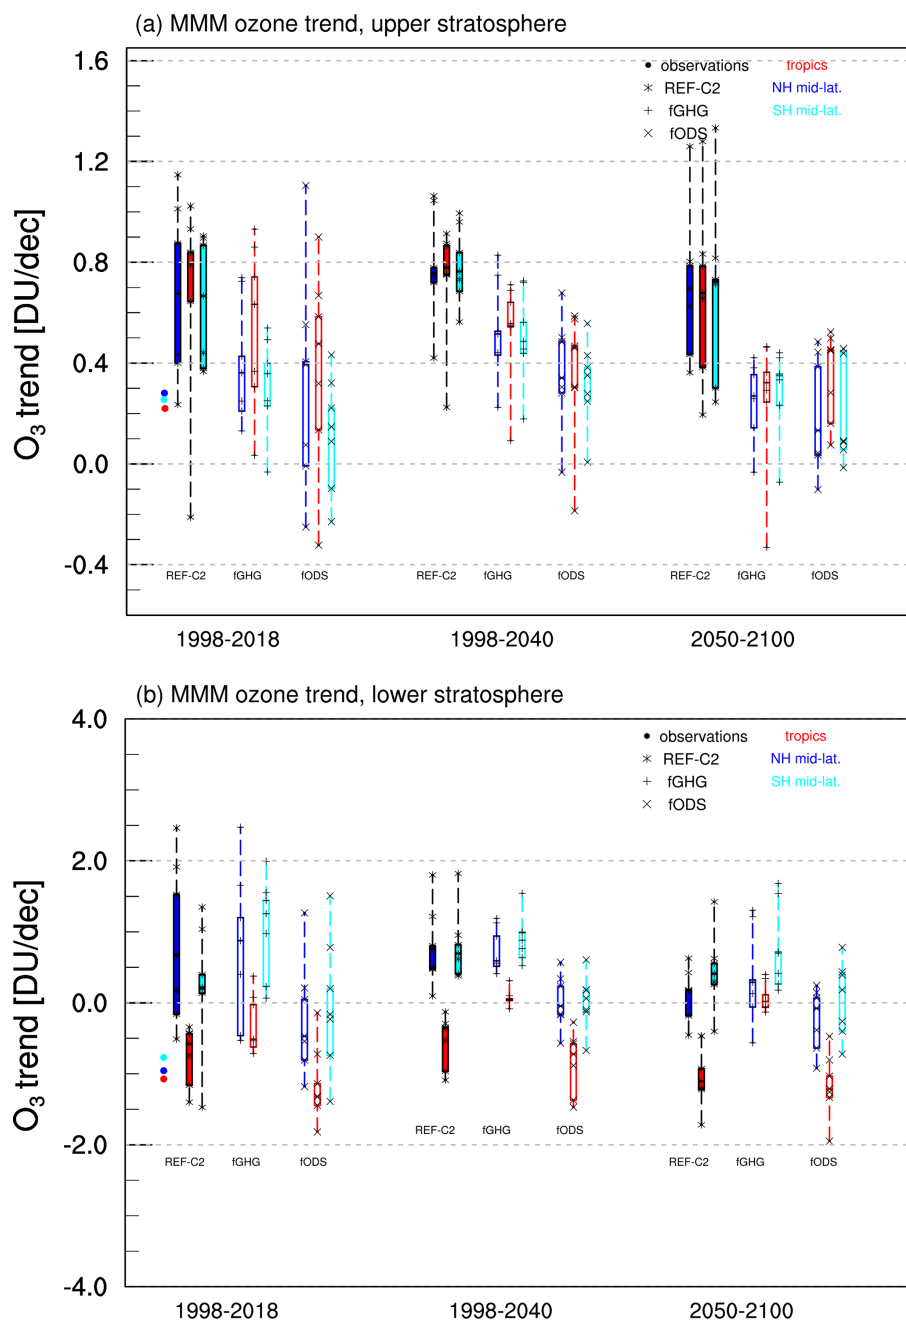 (a) MMM ozone trend, upper stratosphere
O₃ trend [DU/dec]
1.6
1.2
0.8
0.4
0.0
-0.4
observations tropics
REF-C2 NH mid-lat.
fGHG SH mid-lat.
fODS
REF-C2 fGHG fODS REF-C2 fGHG fODS REF-C2 fGHG fODS
1998-2018 1998-2040 2050-2100
(b) MMM ozone trend, lower stratosphere
O₃ trend [DU/dec]
4.0
2.0
0.0
-2.0
-4.0
observations tropics
REF-C2 NH mid-lat.
fGHG SH mid-lat.
fODS
REF-C2 fGHG fODS
REF-C2 fGHG fODS REF-C2 fGHG fODS
1998-2018 1998-2040 2050-2100